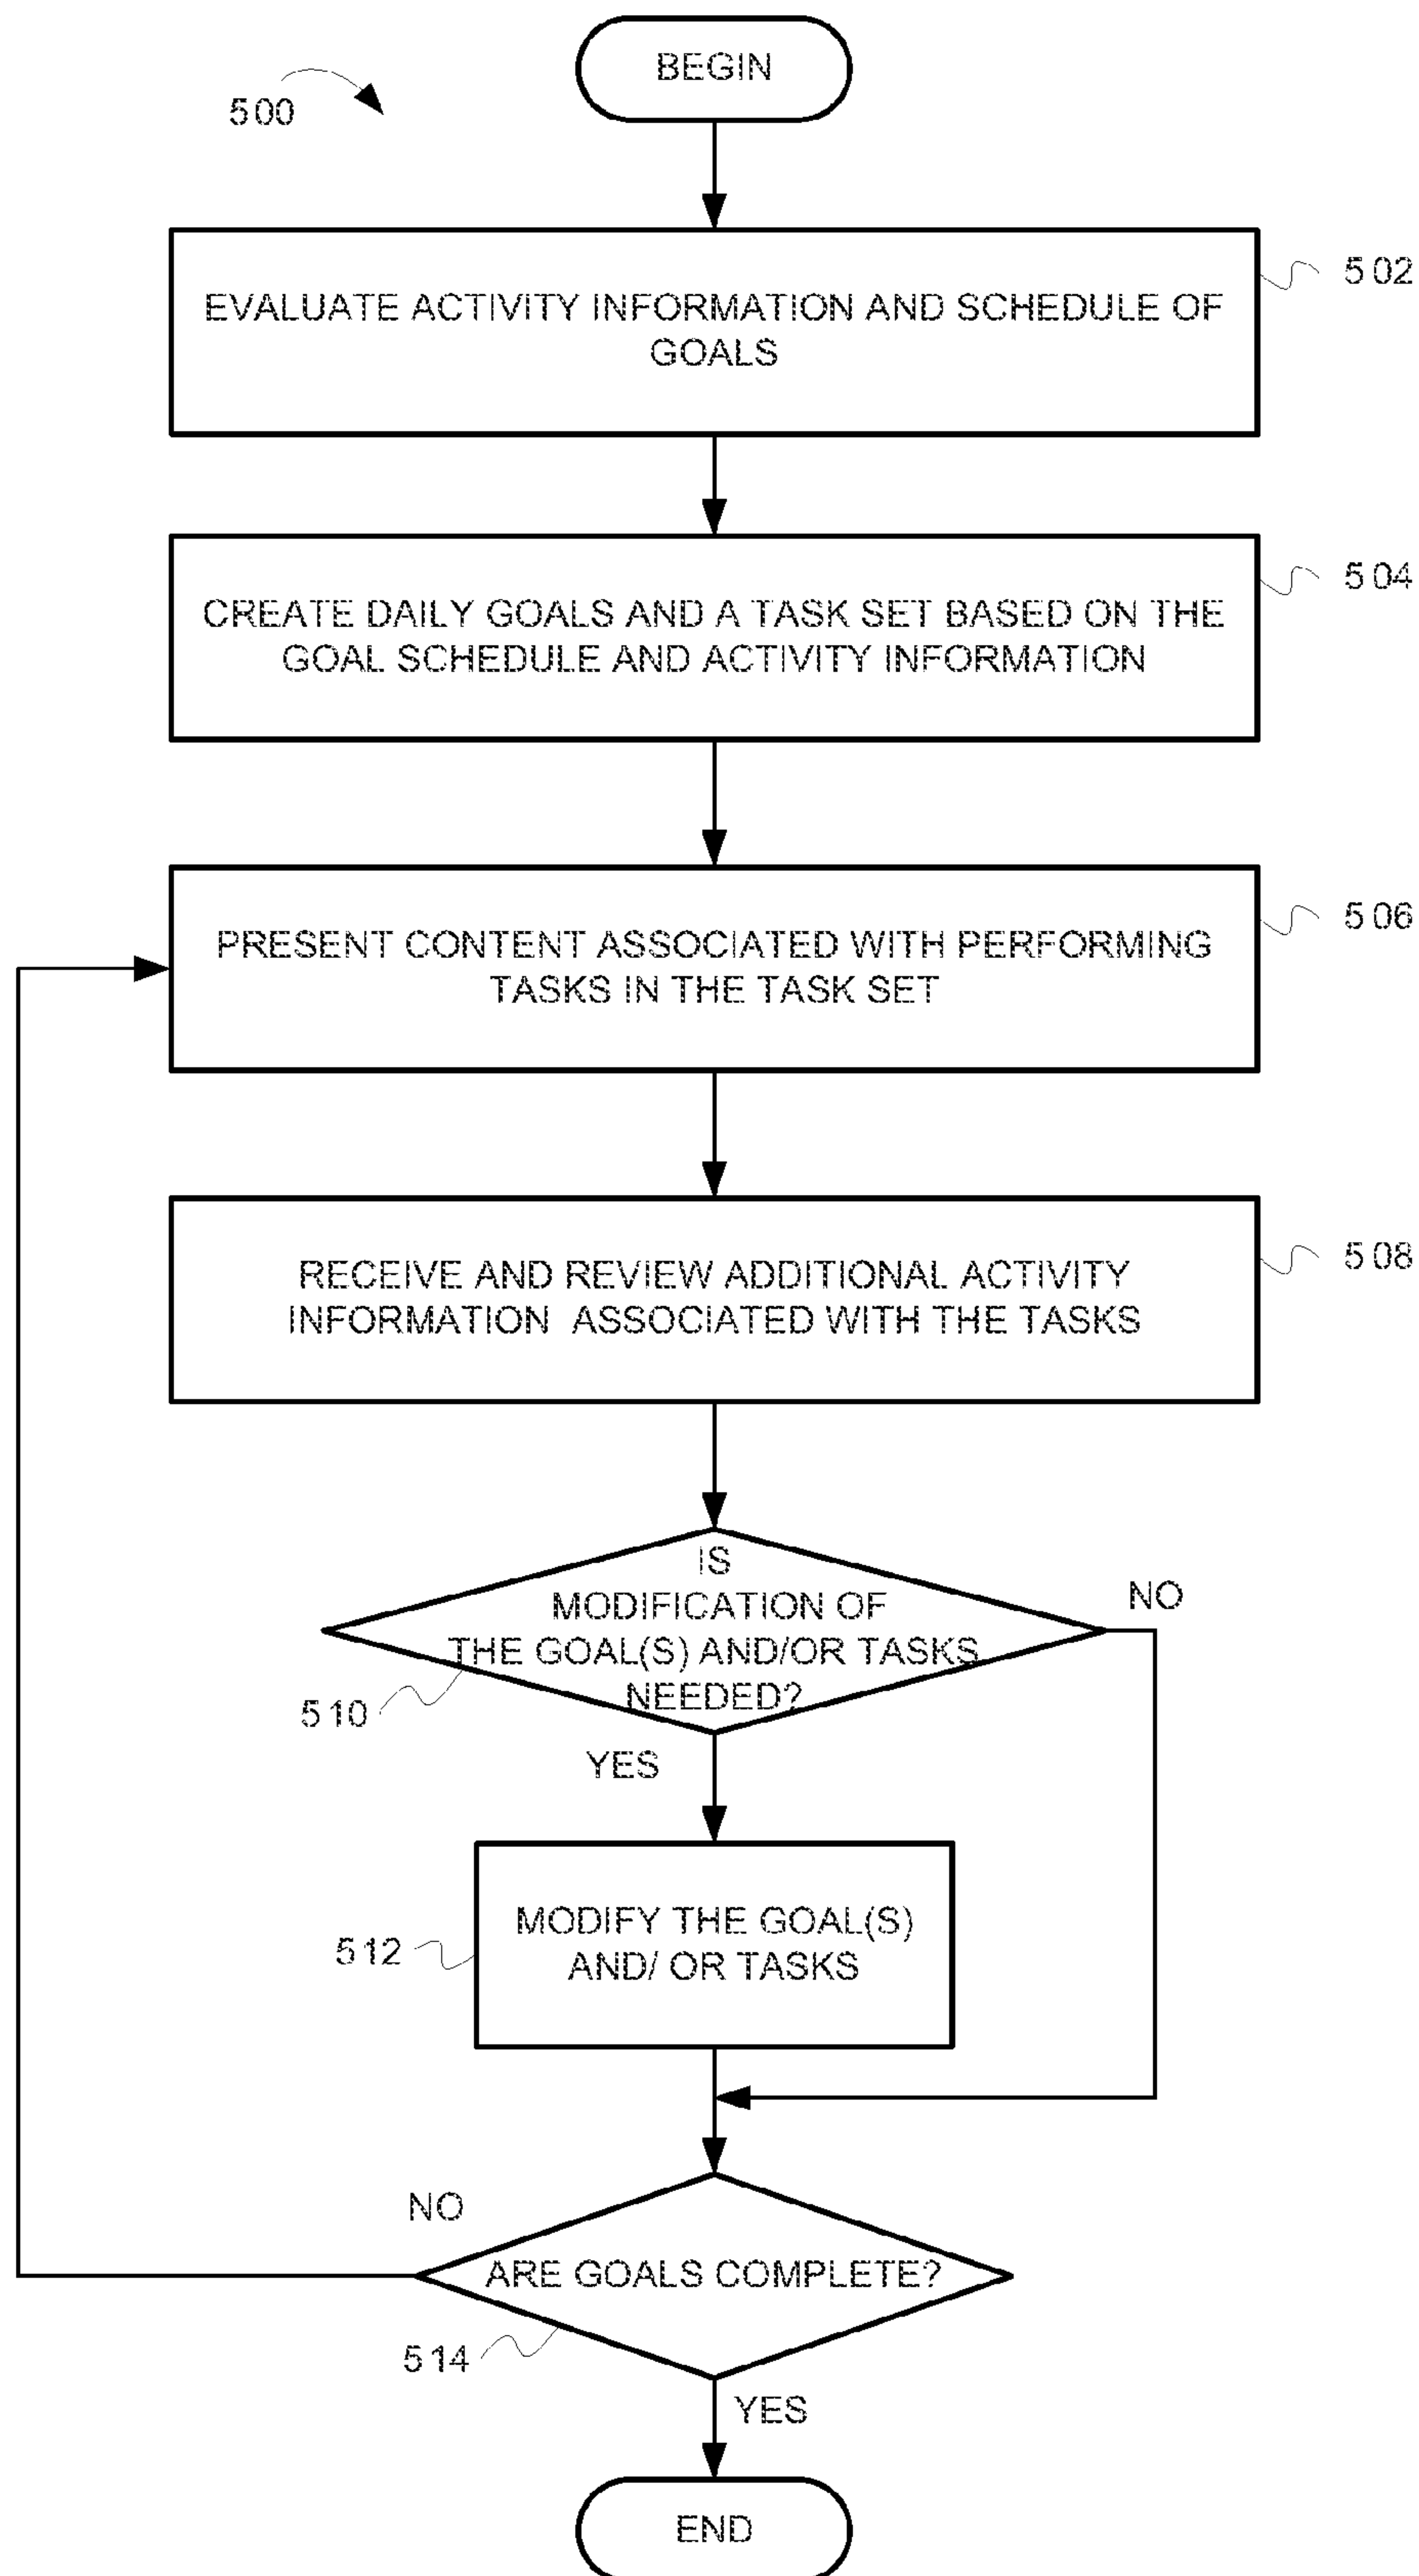 BEGIN
500
EVALUATE ACTIVITY INFORMATION AND SCHEDULE OF
GOALS
502
CREATE DAILY GOALS AND A TASK SET BASED ON THE
GOAL SCHEDULE AND ACTIVITY INFORMATION
504
PRESENT CONTENT ASSOCIATED WITH PERFORMING
TASKS IN THE TASK SET
506
RECEIVE AND REVIEW ADDITIONAL ACTIVITY
INFORMATION ASSOCIATED WITH THE TASKS
508
IS
MODIFICATION OF
THE GOAL(S) AND/OR TASKS
NEEDED?
NO
510
YES
MODIFY THE GOAL(S)
AND/ OR TASKS
512
NO
ARE GOALS COMPLETE?
514
YES
END